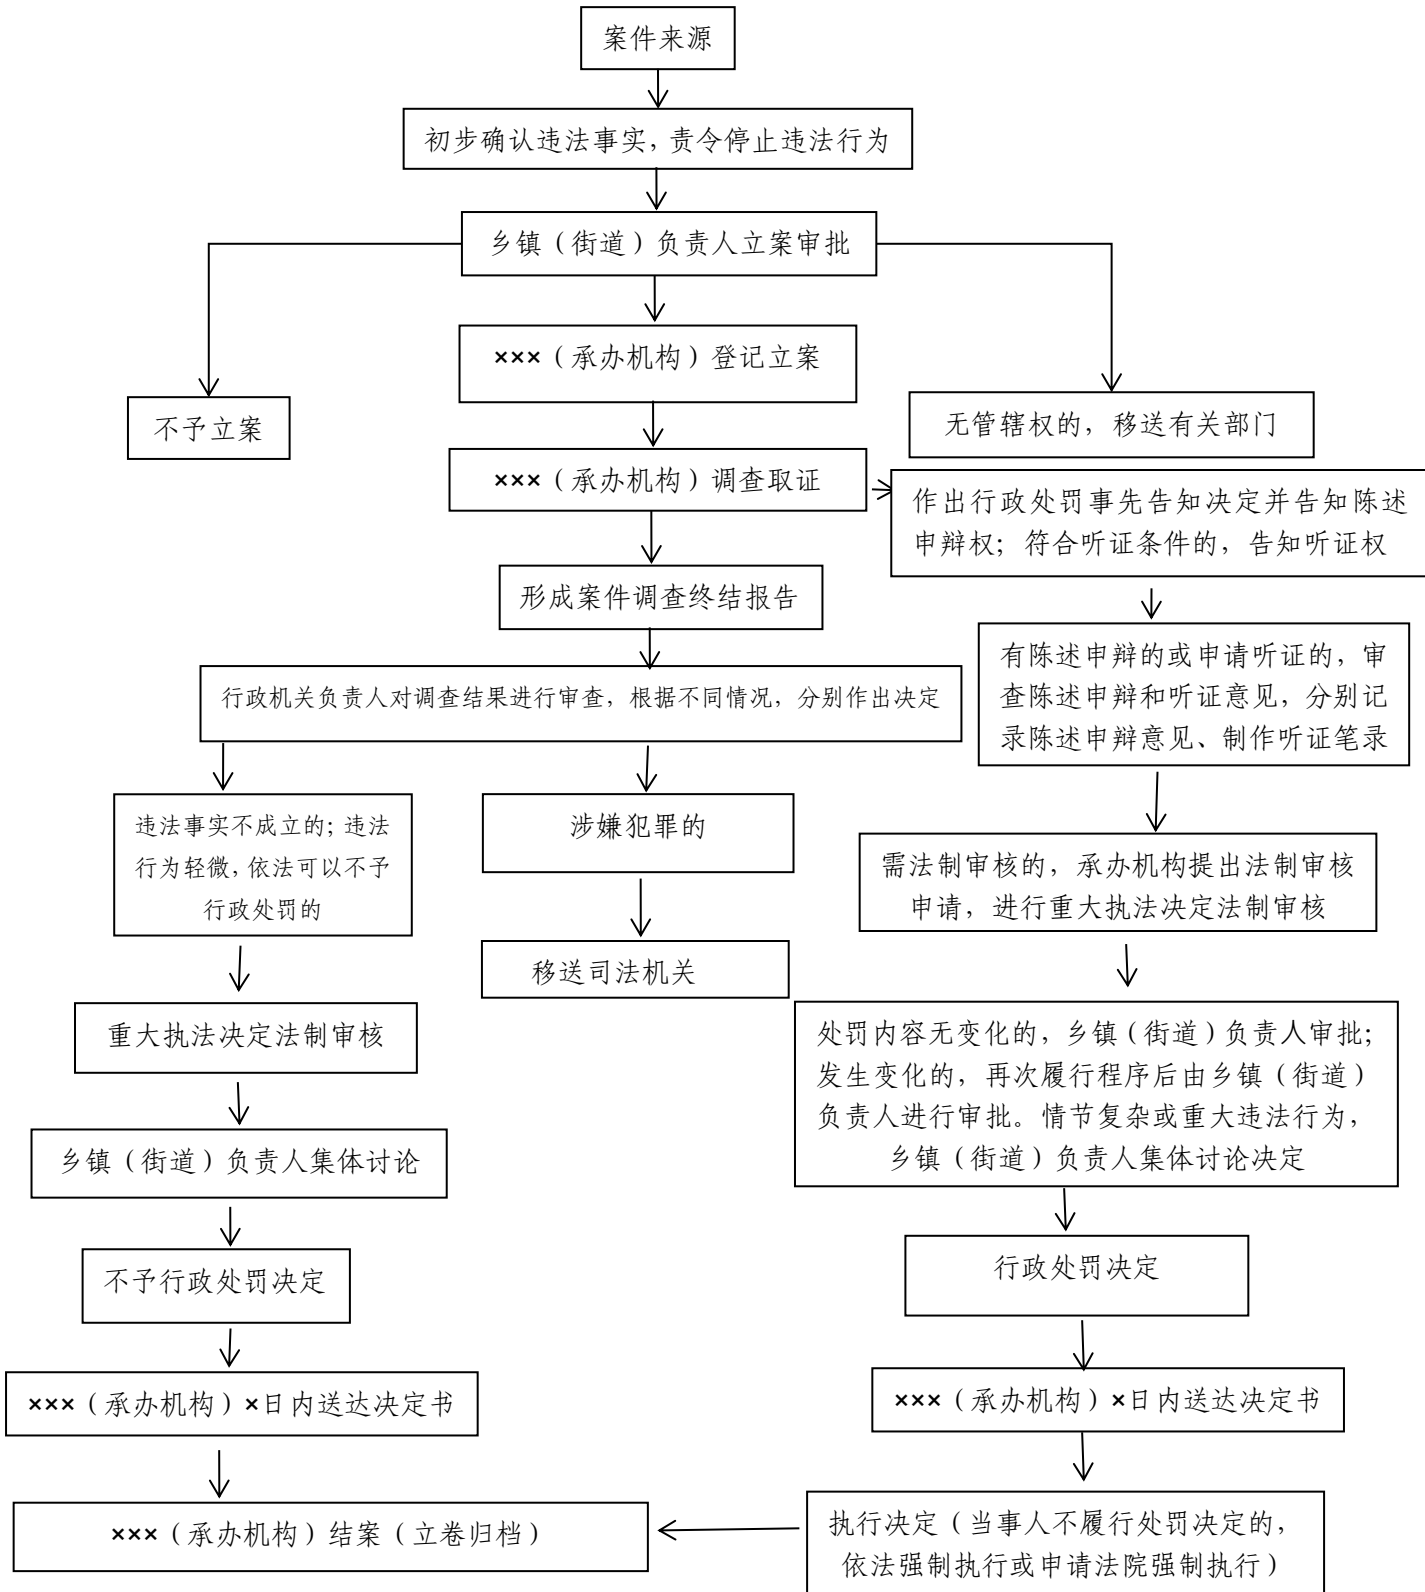 案件来源
初步确认违法事实，责令停止违法行为
乡镇（街道）负责人立案审批
×××（承办机构）登记立案
不予立案
无管辖权的，移送有关部门
×××（承办机构）调查取证
作出行政处罚事先告知决定并告知陈述
申辩权；符合听证条件的，告知听证权
形成案件调查终结报告
有陈述申辩的或申请听证的，审
查陈述申辩和听证意见，分别记
录陈述申辩意见、制作听证笔录
行政机关负责人对调查结果进行审查，根据不同情况，分别作出决定
违法事实不成立的；违法
行为轻微，依法可以不予
行政处罚的
涉嫌犯罪的
需法制审核的，承办机构提出法制审核
申请，进行重大执法决定法制审核
移送司法机关
重大执法决定法制审核
处罚内容无变化的，乡镇（街道）负责人审批；
发生变化的，再次履行程序后由乡镇（街道）
负责人进行审批。情节复杂或重大违法行为，
乡镇（街道）负责人集体讨论决定
乡镇（街道）负责人集体讨论
不予行政处罚决定
行政处罚决定
×××（承办机构）×日内送达决定书
×××（承办机构）×日内送达决定书
×××（承办机构）结案（立卷归档）
执行决定（当事人不履行处罚决定的，
依法强制执行或申请法院强制执行）